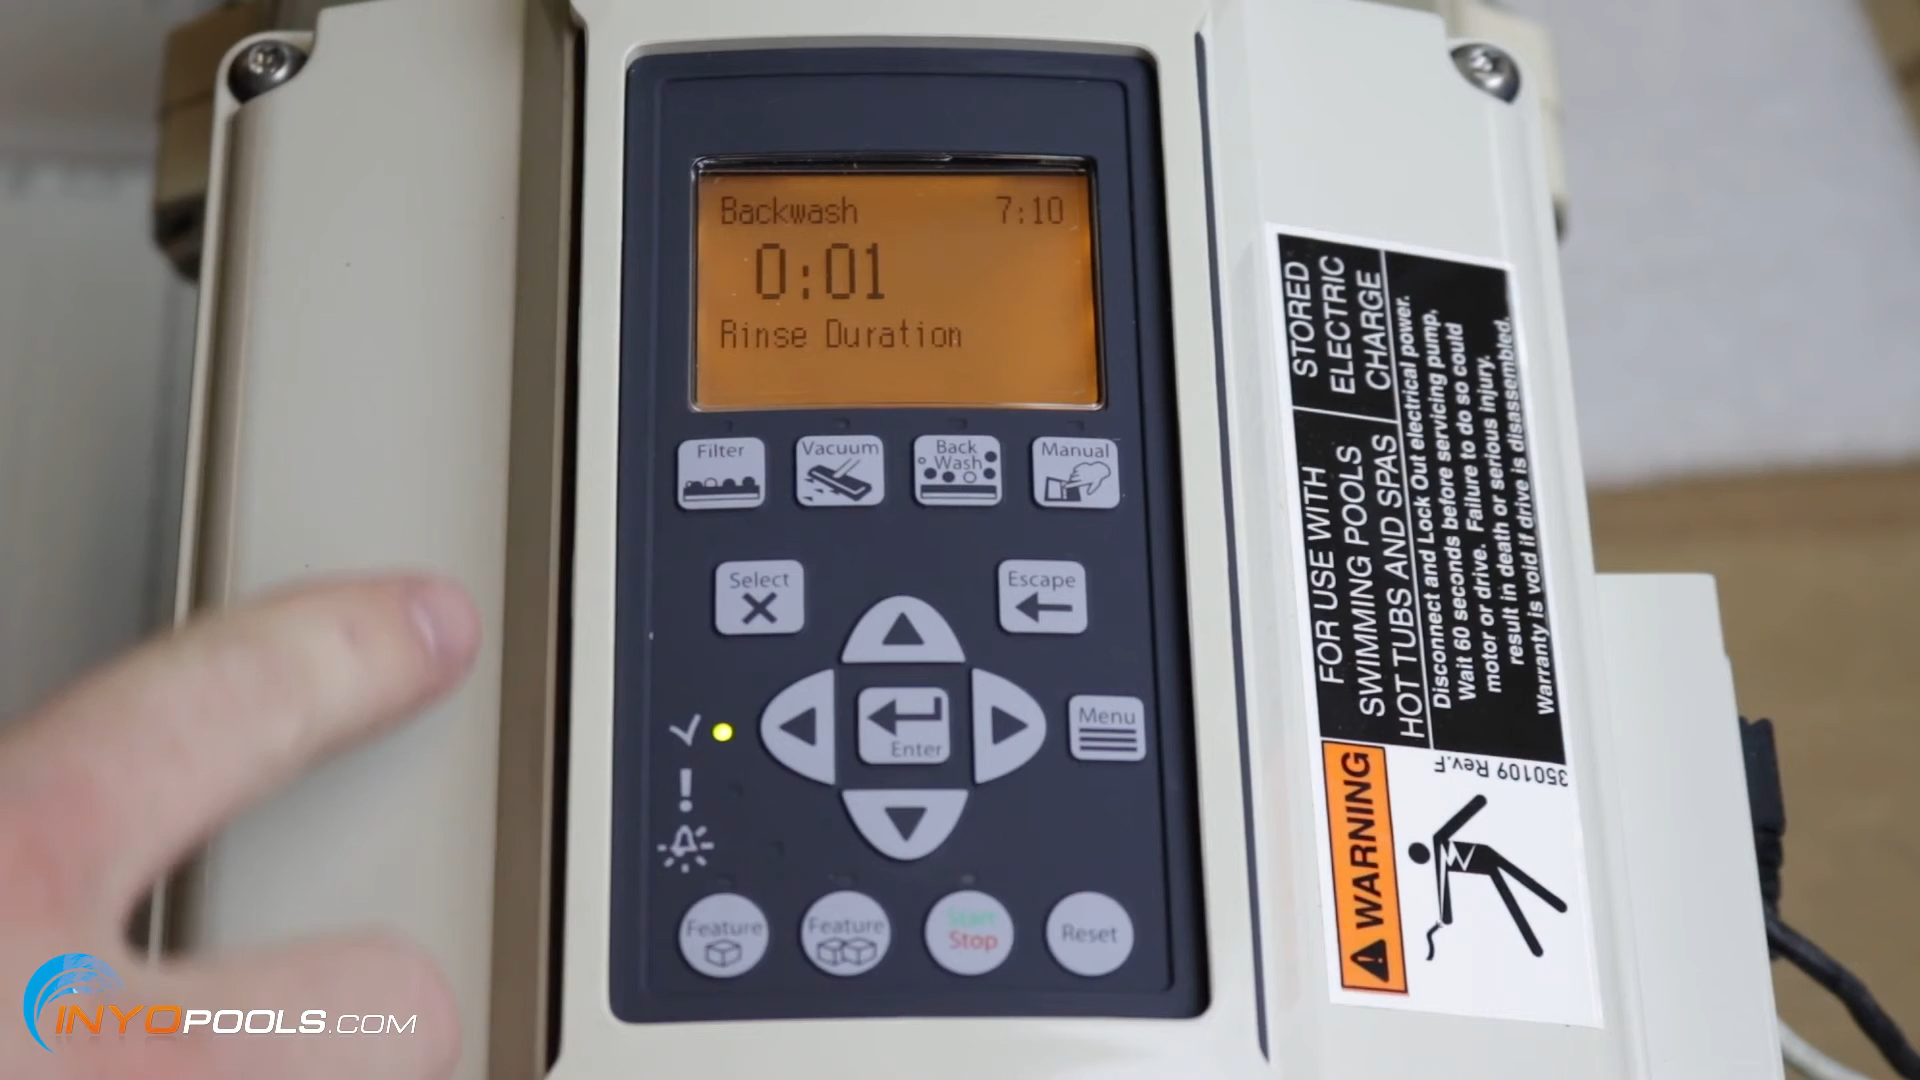 Backwash 7:10
0:01
Rinse Duration
Filter
Vacuum
Back
Wash
Manual
Select
Escape
Enter
Menu
Feature
Feature
Start
Stop
Reset
WARNING
FOR USE WITH
SWIMMING POOLS
HOT TUBS AND SPAS
STORED
ELECTRIC
CHARGE
Disconnect and Lock Out electrical power.
Wait 60 seconds before servicing pump,
motor or drive. Failure to do so could
result in death or serious injury.
Warranty is void if drive is disassembled.
350109 Rev.F
INYOPOOLS.COM